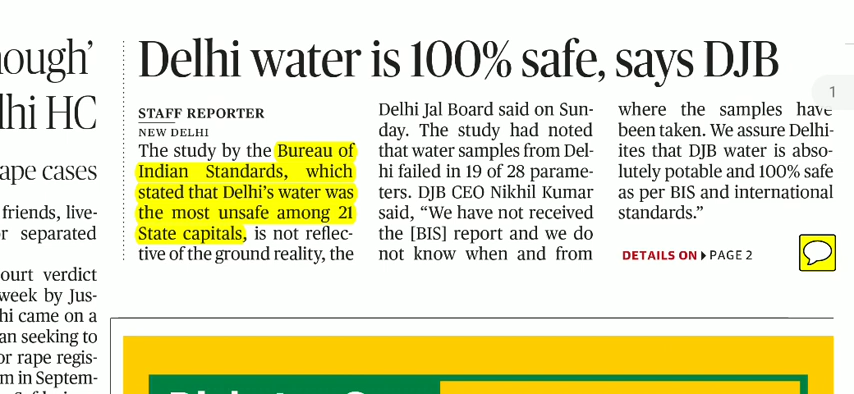 ough’
lhi HC
ape cases
friends, live-
r separated
ourt verdict
week by Jus-
hi came on a
an seeking to
or rape regis-
m in Septem-
Delhi water is 100% safe, says DJB
STAFF REPORTER
NEW DELHI
The study by the Bureau of
Indian Standards, which
stated that Delhi’s water was
the most unsafe among 21
State capitals, is not reflec-
tive of the ground reality, the
Delhi Jal Board said on Sun-
day. The study had noted
that water samples from Del-
hi failed in 19 of 28 parame-
ters. DJB CEO Nikhil Kumar
said, “We have not received
the [BIS] report and we do
not know when and from
where the samples have
been taken. We assure Delhi-
ites that DJB water is abso-
lutely potable and 100% safe
as per BIS and international
standards.”
DETAILS ON PAGE 2
1